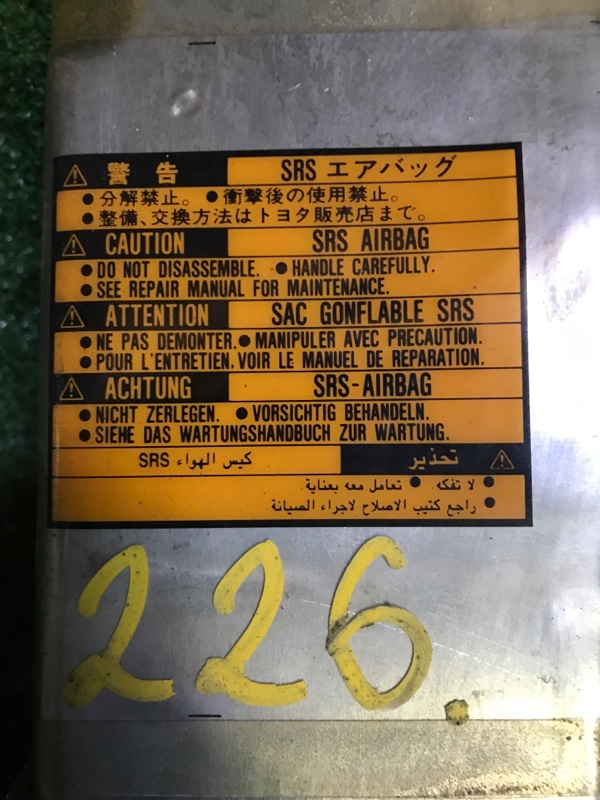 警告 SRS エアバッグ
●分解禁止。 ●衝撃後の使用禁止。
●整備、交換方法はトヨタ販売店まで。
CAUTION SRS AIRBAG
●DO NOT DISASSEMBLE. ●HANDLE CAREFULLY.
●SEE REPAIR MANUAL FOR MAINTENANCE.
ATTENTION SAC GONFLABLE SRS
●NE PAS DEMONTER.●MANIPULER AVEC PRECAUTION.
●POUR L'ENTRETIEN,VOIR LE MANUEL DE REPARATION.
ACHTUNG SRS-AIRBAG
●NICHT ZERLEGEN. ●VORSICHTIG BEHANDELN.
●SIEHE DAS WARTUNGSHANDBUCH ZUR WARTUNG.
تحذير كيس الهواء SRS
● لا تفكه. ● تعامل معه بعناية
● راجع كتيب الاصلاح لاجراء الصيانة
226.